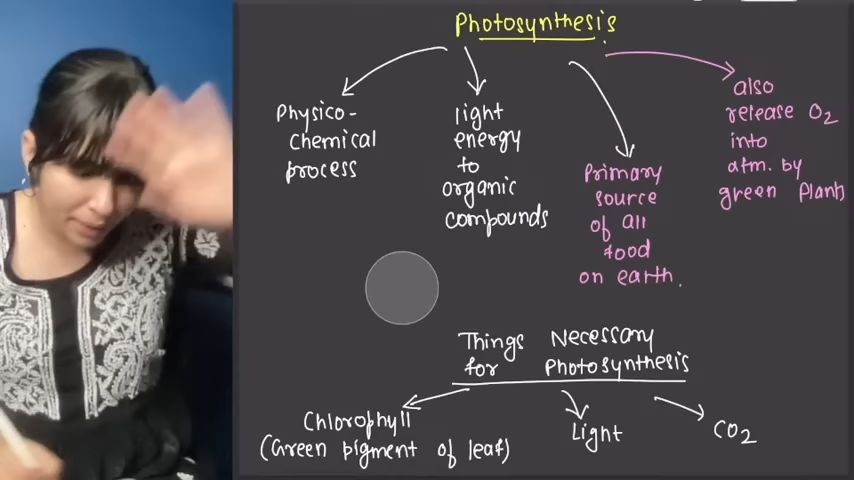 Photosynthesis
Physico-
Chemical
process
light
energy
to
organic
compounds
Primary
source
of all
food
on earth.
also
release O2
into
atm. by
green Plants
Things Necessary
for Photosynthesis
Chlorophyll
(Green pigment of leaf)
Light
CO2